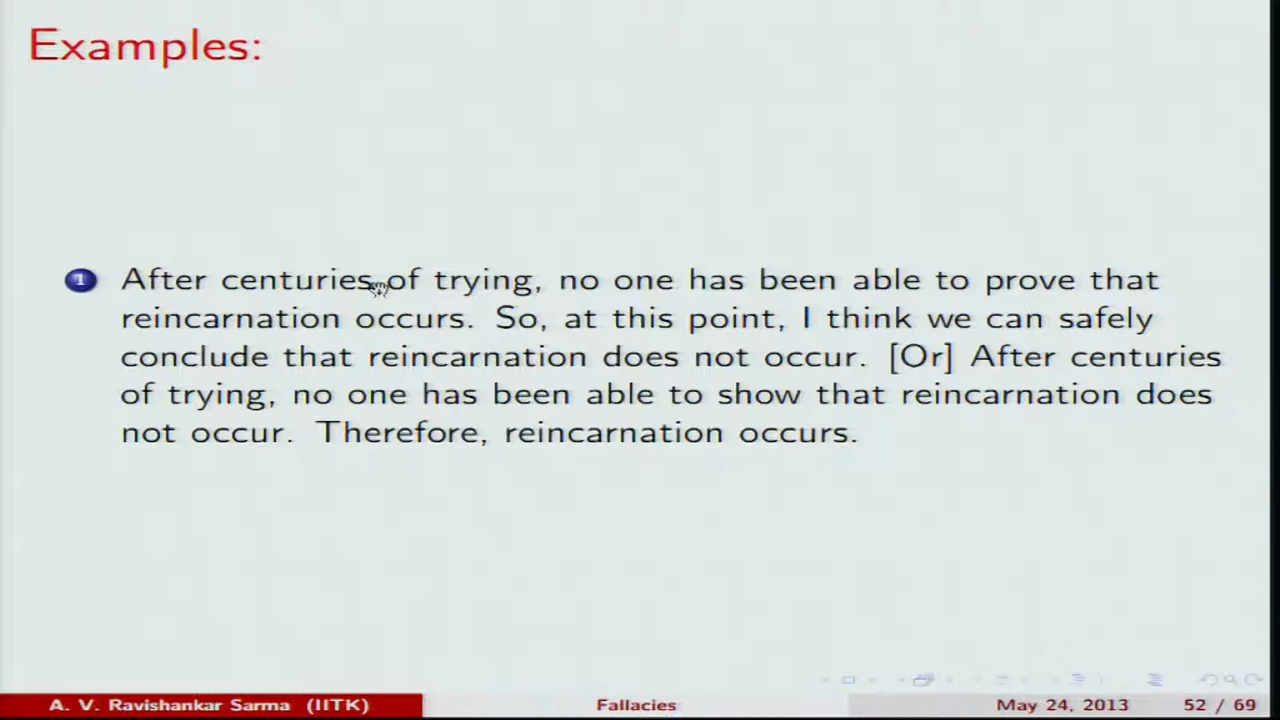 Examples:
1 After centuries of trying, no one has been able to prove that
reincarnation occurs. So, at this point, I think we can safely
conclude that reincarnation does not occur. [Or] After centuries
of trying, no one has been able to show that reincarnation does
not occur. Therefore, reincarnation occurs.
A. V. Ravishankar Sarma (IITK) Fallacies May 24, 2013 52 / 69